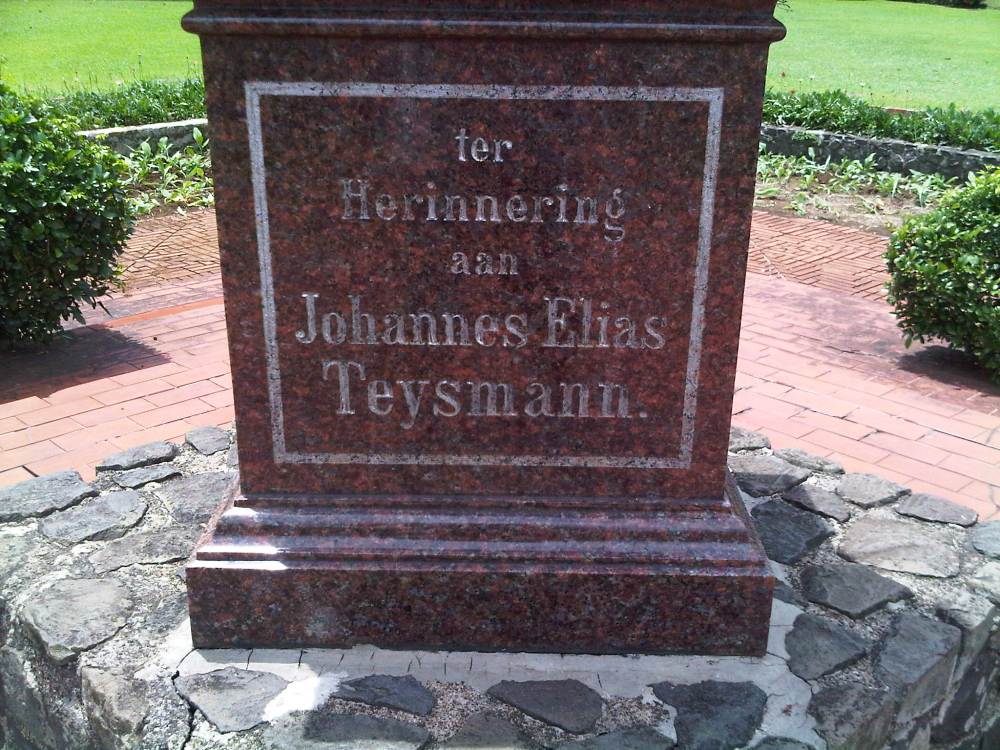 ter
Herinnering
aan
Johannes Elias
Teysmann.